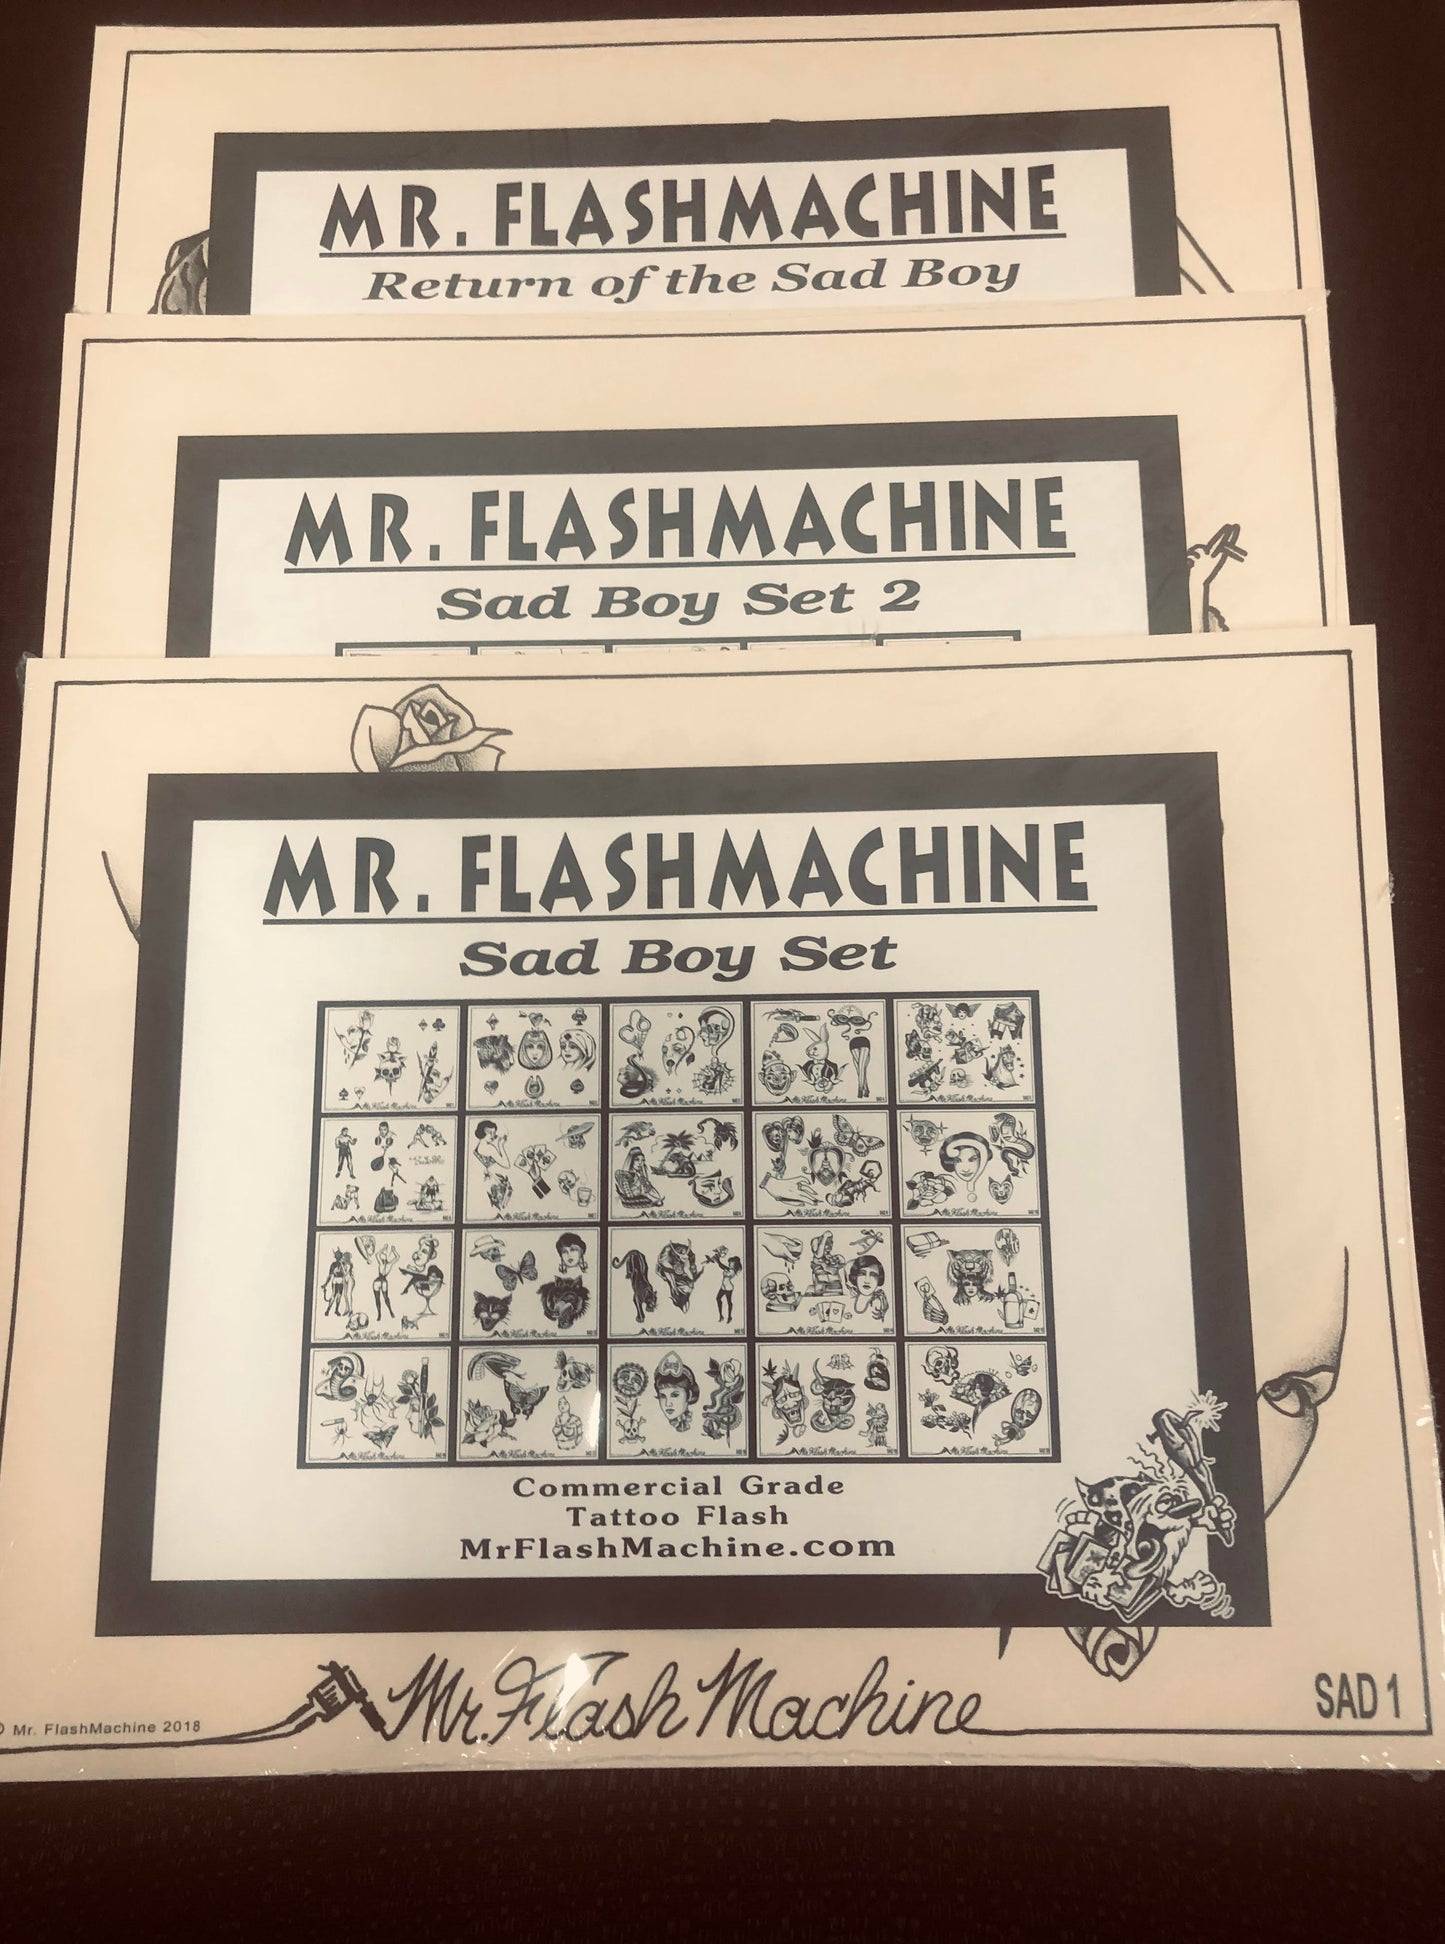 MR. FLASHMACHINE
Return of the Sad Boy
MR. FLASHMACHINE
Sad Boy Set 2
MR. FLASHMACHINE
Sad Boy Set
Commercial Grade
Tattoo Flash
MrFlashMachine.com
Mr. Flash Machine
© Mr. FlashMachine 2018
SAD 1